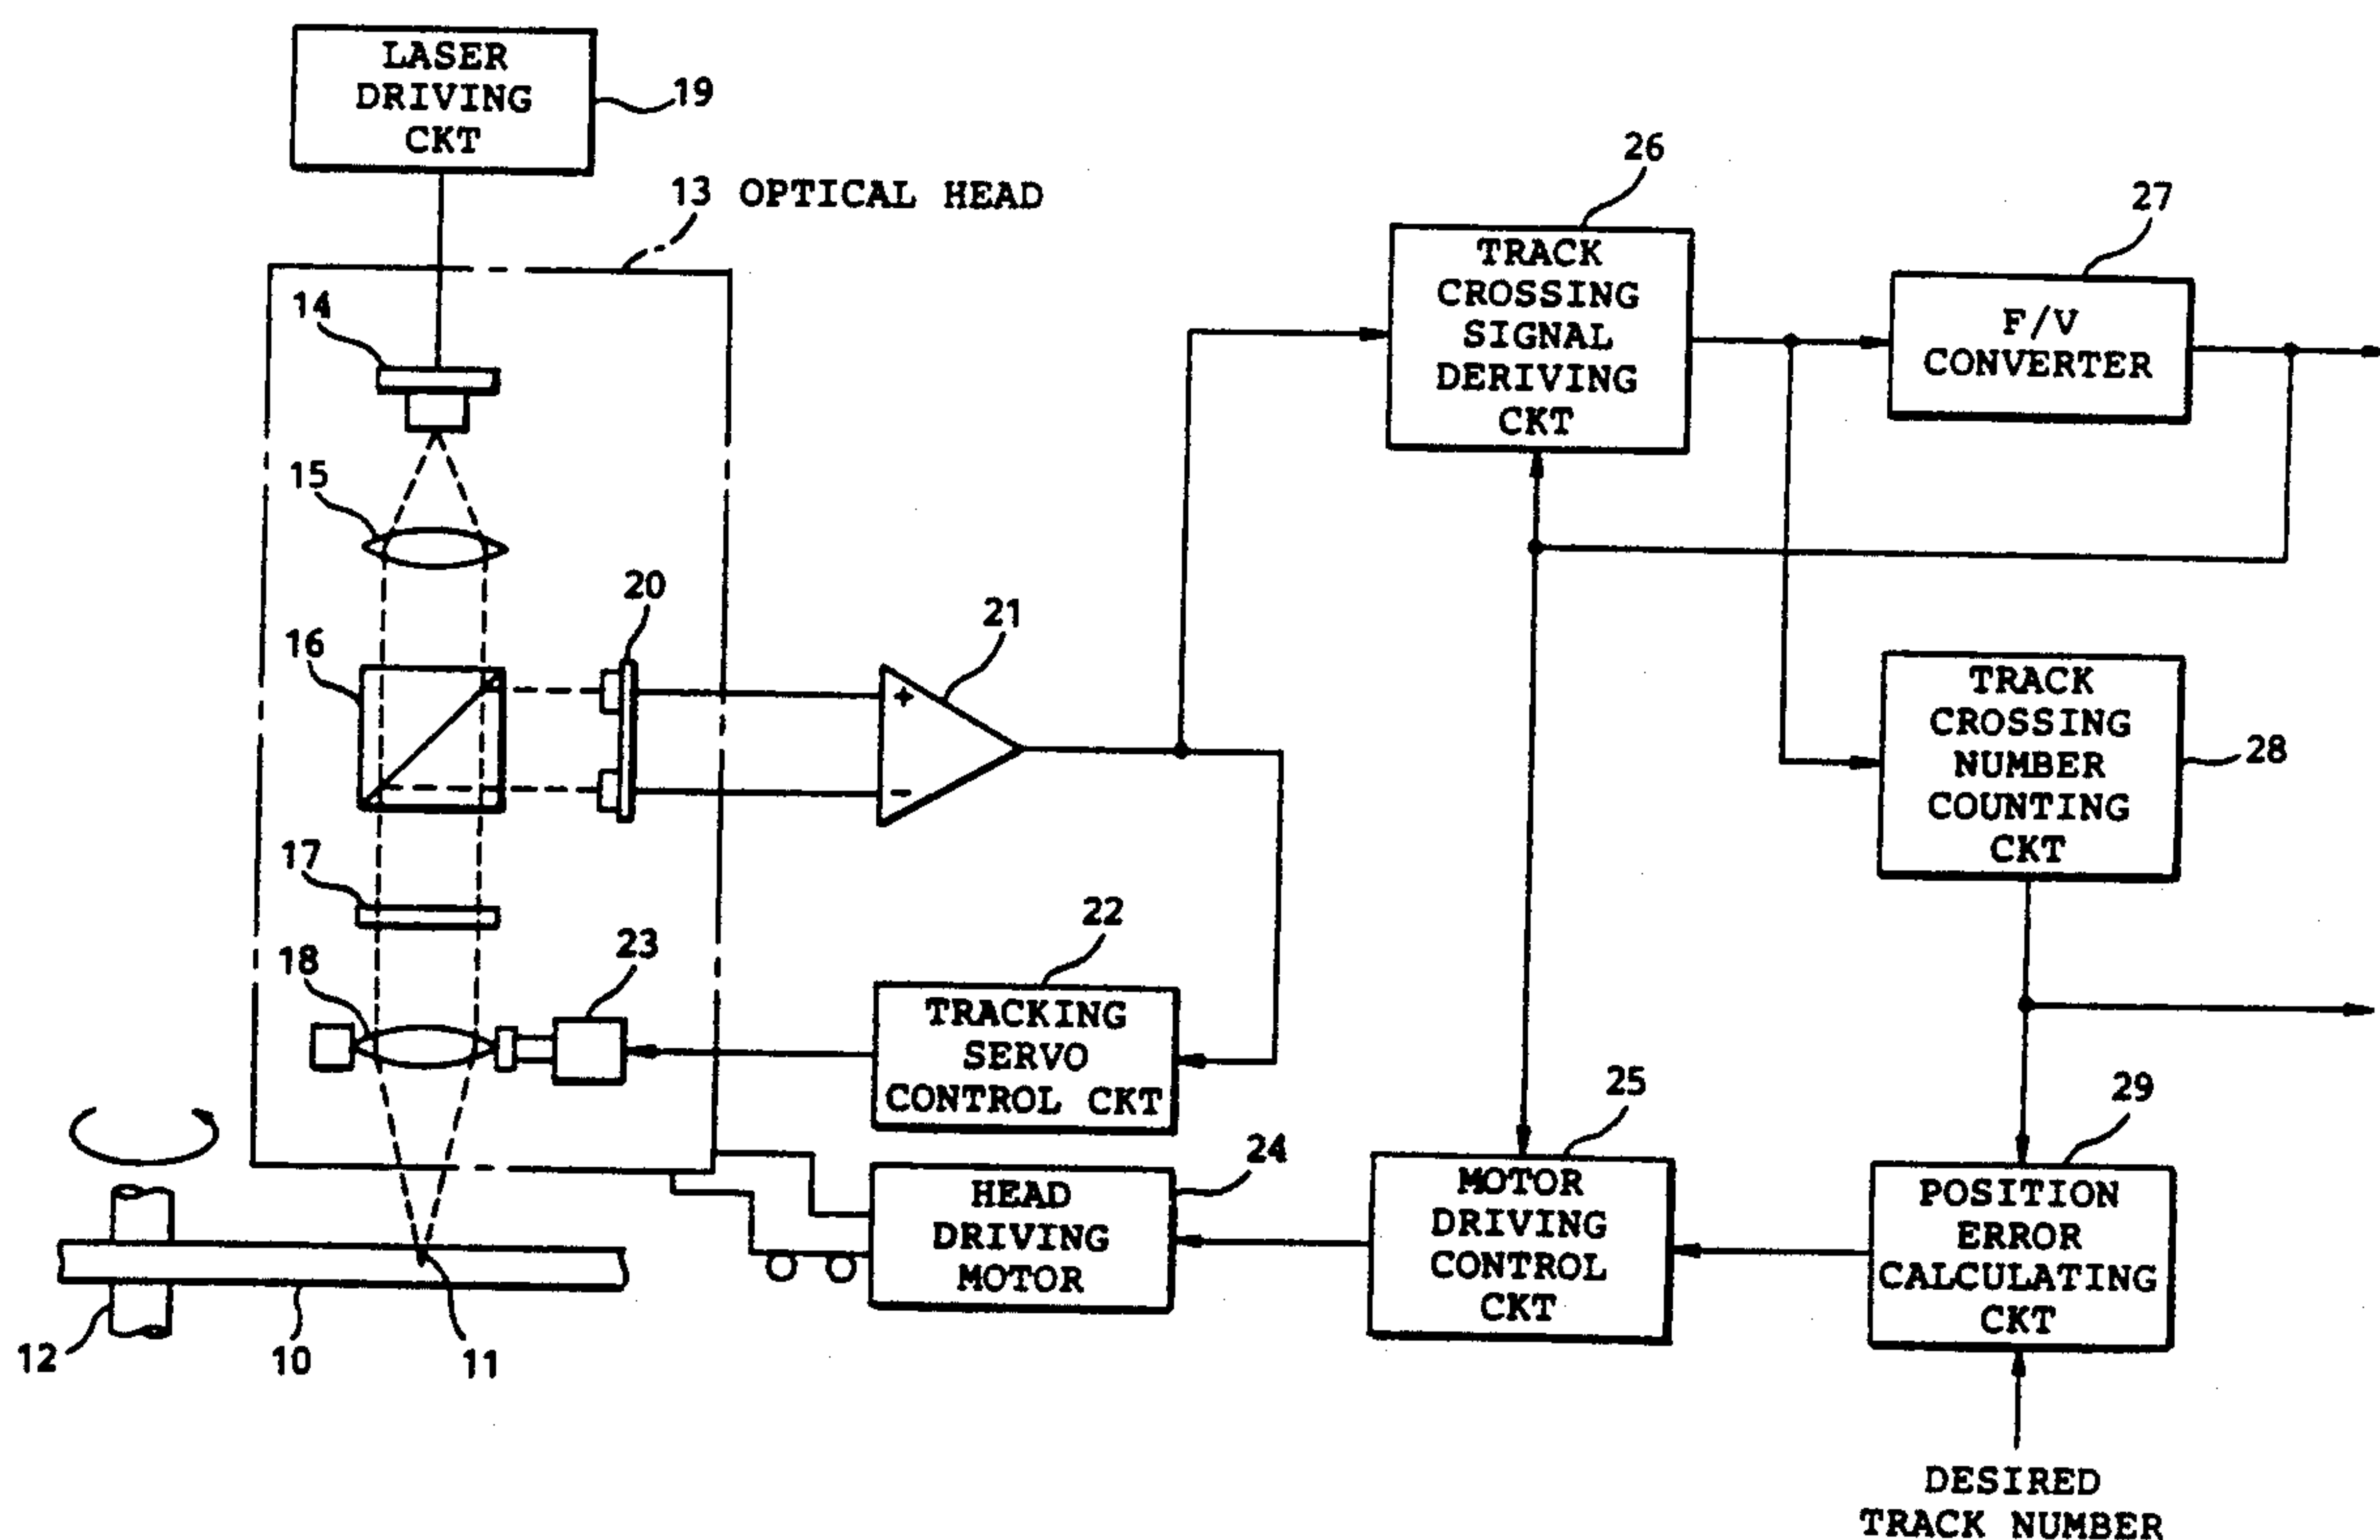 LASER
DRIVING
CKT
19
13 OPTICAL HEAD
14
15
16
20
21
+
-
17
18
23
22
TRACKING
SERVO
CONTROL CKT
24
HEAD
DRIVING
MOTOR
12
10
11
26
TRACK
CROSSING
SIGNAL
DERIVING
CKT
27
F/V
CONVERTER
TRACK
CROSSING
NUMBER
COUNTING
CKT
28
25
MOTOR
DRIVING
CONTROL
CKT
29
POSITION
ERROR
CALCULATING
CKT
DESIRED
TRACK NUMBER